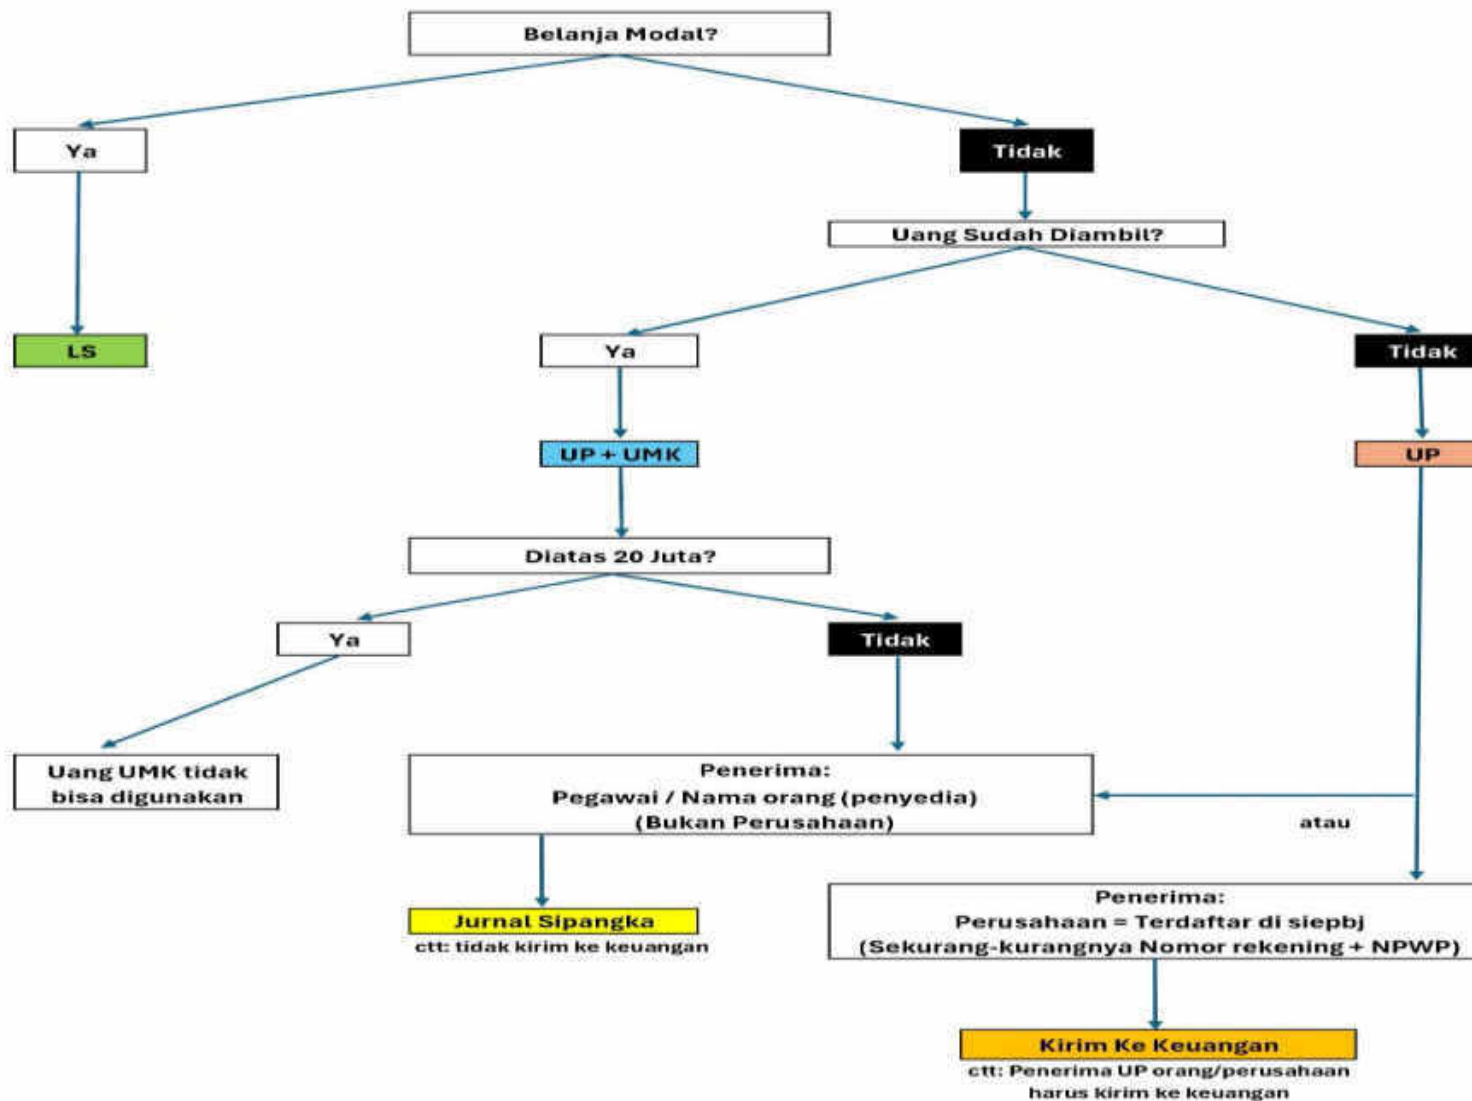 Belanja Modal?
Ya
Tidak
Uang Sudah Diambil?
LS
Ya
Tidak
UP + UMK
UP
Diatas 20 Juta?
Ya
Tidak
Uang UMK tidak
bisa digunakan
Penerima:
Pegawai / Nama orang (penyedia)
(Bukan Perusahaan)
atau
Penerima:
Perusahaan = Terdaftar di siepbj
(Sekurang-kurangnya Nomor rekening + NPWP)
Jurnal Sipangka
ctt: tidak kirim ke keuangan
Kirim Ke Keuangan
ctt: Penerima UP orang/perusahaan
harus kirim ke keuangan